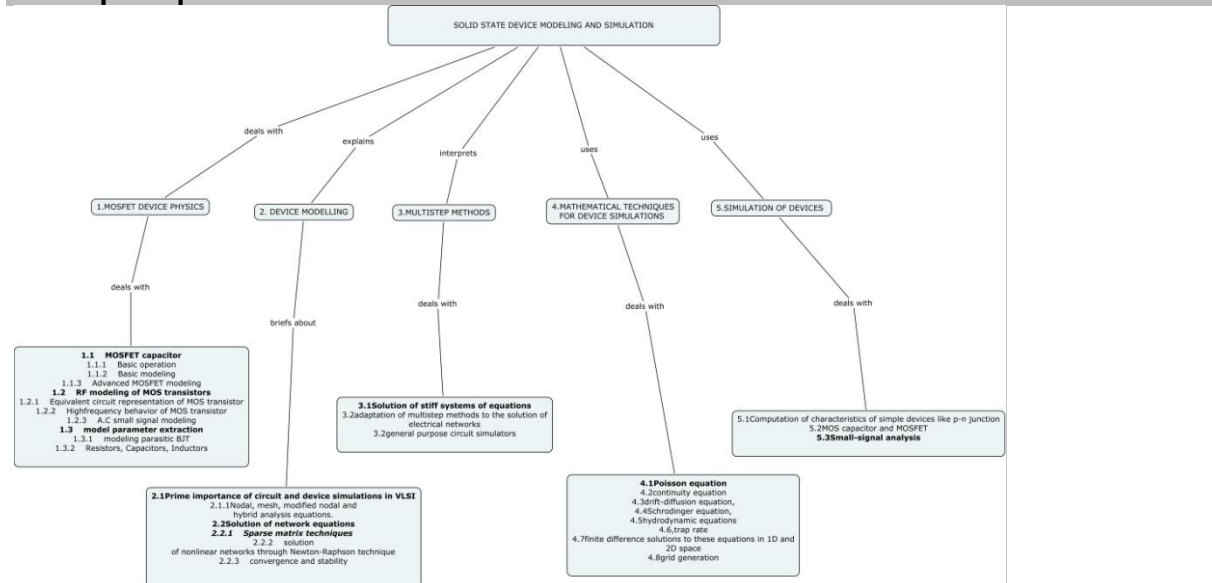 SOLID STATE DEVICE MODELING AND SIMULATION
deals with
explains
interprets
uses
uses
1.MOSFET DEVICE PHYSICS
2. DEVICE MODELLING
3.MULTISTEP METHODS
4.MATHEMATICAL TECHNIQUES
FOR DEVICE SIMULATIONS
5.SIMULATION OF DEVICES
deals with
briefs about
deals with
deals with
deals with
1.1 MOSFET capacitor
1.1.1 Basic operation
1.1.2 Basic modeling
1.1.3 Advanced MOSFET modeling
1.2 RF modeling of MOS transistors
1.2.1 Equivalent circuit representation of MOS transistor
1.2.2 Highfrequency behavior of MOS transistor
1.2.3 A.C small signal modeling
1.3 model parameter extraction
1.3.1 modeling parasitic BJT
1.3.2 Resistors, Capacitors, Inductors
2.1Prime importance of circuit and device simulations in VLSI
2.1.1Nodal, mesh, modified nodal and
hybrid analysis equations.
2.2Solution of network equations
2.2.1 Sparse matrix techniques
2.2.2 solution
of nonlinear networks through Newton-Raphson technique
2.2.3 convergence and stability
3.1Solution of stiff systems of equations
3.2adaptation of multistep methods to the solution of
electrical networks
3.2general purpose circuit simulators
4.1Poisson equation
4.2continuity equation
4.3drift-diffusion equation,
4.4Schrodinger equation,
4.5hydrodynamic equations
4.6,trap rate
4.7finite difference solutions to these equations in 1D and
2D space
4.8grid generation
5.1Computation of characteristics of simple devices like p-n junction
5.2MOS capacitor and MOSFET
5.3Small-signal analysis